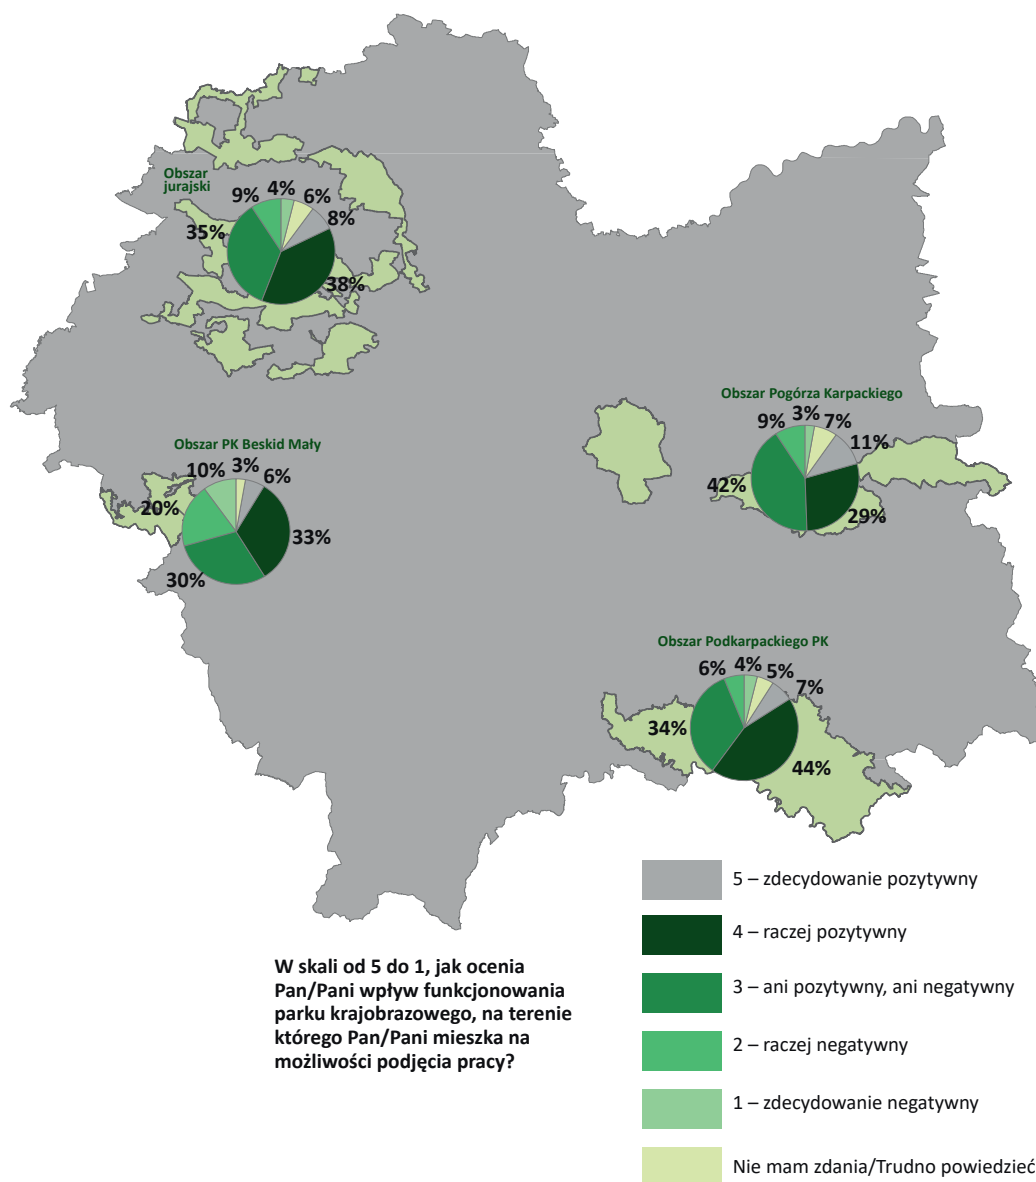 Obszar
jurajski
9%
4%
6%
8%
35%
38%
Obszar Pogórza Karpackiego
9%
3%
7%
11%
42%
29%
Obszar PK Beskid Mały
10%
3%
6%
20%
33%
30%
Obszar Podkarpackiego PK
6%
4%
5%
7%
34%
44%
W skali od 5 do 1, jak ocenia
Pan/Pani wpływ funkcjonowania
parku krajobrazowego, na terenie
którego Pan/Pani mieszka na
możliwości podjęcia pracy?
5 – zdecydowanie pozytywny
4 – raczej pozytywny
3 – ani pozytywny, ani negatywny
2 – raczej negatywny
1 – zdecydowanie negatywny
Nie mam zdania/Trudno powiedzieć